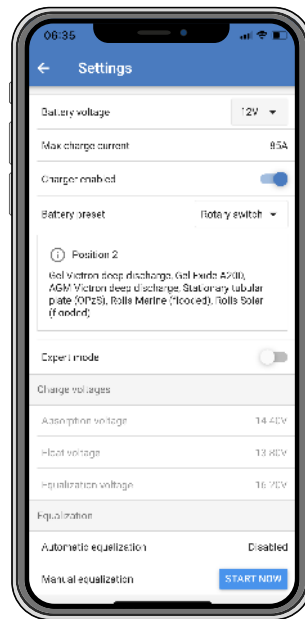 06:35
Settings
Battery voltage 12V
Max charge current 85A
Charger enabled
Battery preset Rotary switch
Position 2
Gel Victron deep discharge, Gel Exide A200,
AGM Victron deep discharge, Stationary tubular
plate (OPzS), Rolls Marine (flooded), Rolls Solar
(flooded)
Expert mode
Charge voltages
Absorption voltage 14.40V
Float voltage 13.80V
Equalization voltage 16.20V
Equalization
Automatic equalization Disabled
Manual equalization START NOW